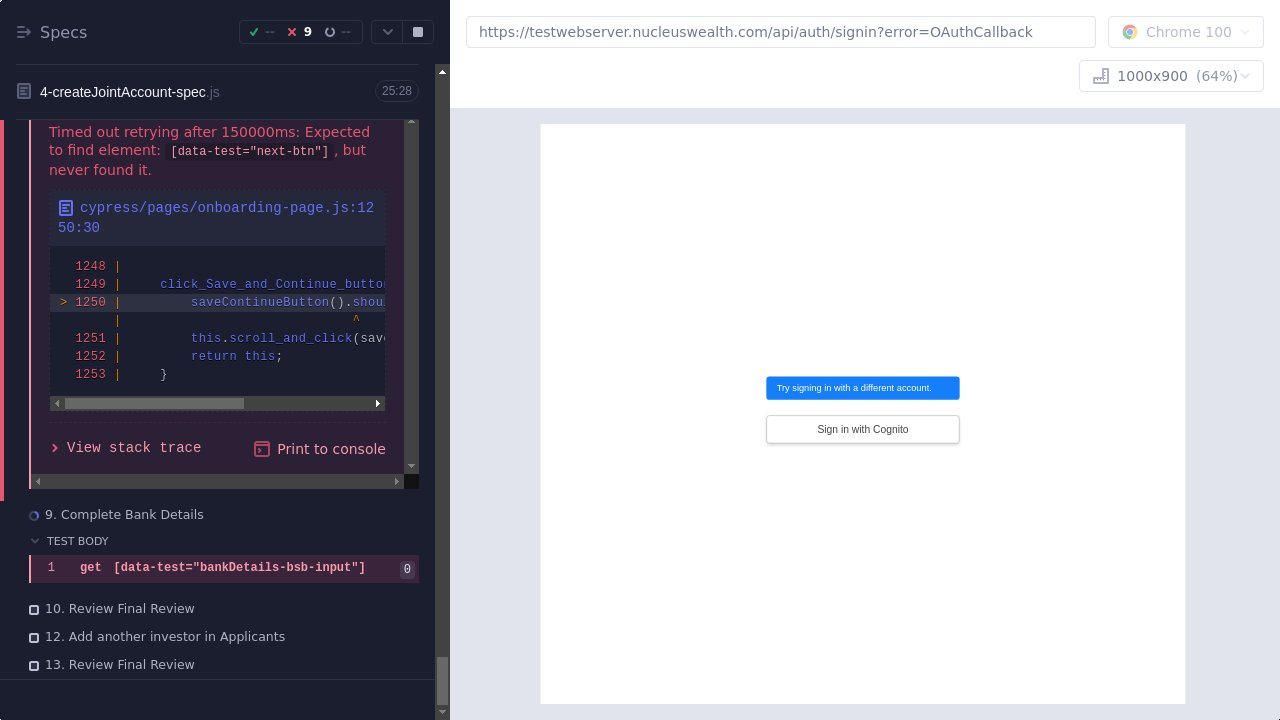 Specs
--
9
--
4-createJointAccount-spec.js
25:28
Timed out retrying after 150000ms: Expected
to find element: [data-test="next-btn"], but
never found it.
cypress/pages/onboarding-page.js:12
50:30
1248 |
1249 | click_Save_and_Continue_button
> 1250 | saveContinueButton().shou
| ^
1251 | this.scroll_and_click(save
1252 | return this;
1253 | }
View stack trace
Print to console
9. Complete Bank Details
TEST BODY
1 get [data-test="bankDetails-bsb-input"] 0
10. Review Final Review
12. Add another investor in Applicants
13. Review Final Review
https://testwebserver.nucleuswealth.com/api/auth/signin?error=OAuthCallback
Chrome 100
1000x900 (64%)
Try signing in with a different account.
Sign in with Cognito